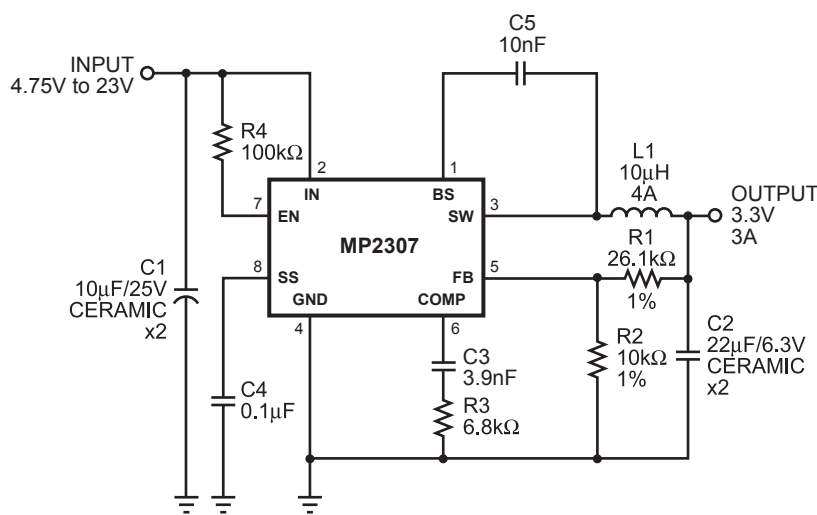 C5
10nF
INPUT
4.75V to 23V
R4
100kΩ
2
1
L1
10μH
4A
IN
BS
OUTPUT
3.3V
3A
7
EN
SW
3
MP2307
R1
26.1kΩ
1%
C1
10μF/25V
CERAMIC
x2
8
SS
FB
5
GND
COMP
4
6
R2
10kΩ
1%
C2
22μF/6.3V
CERAMIC
x2
C3
3.9nF
C4
0.1μF
R3
6.8kΩ